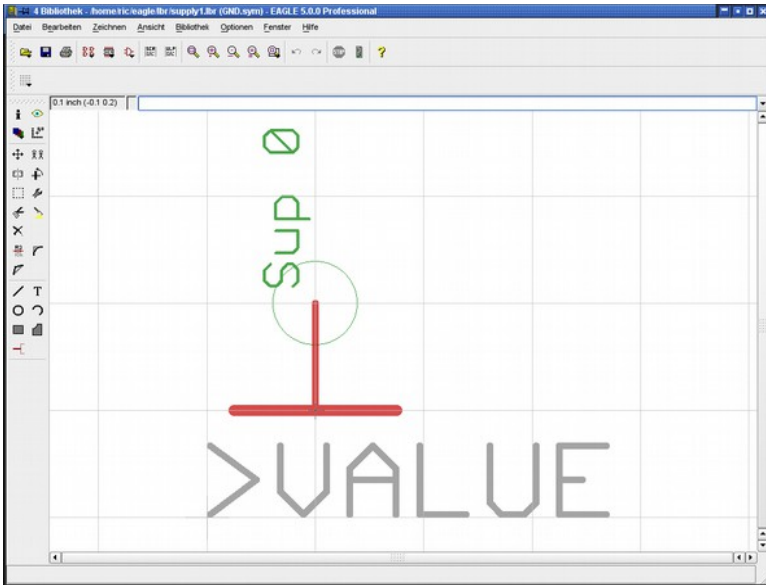 4 Bibliothek - /home/ric/eagle/lbr/supply1.lbr (GND.sym) - EAGLE 5.0.0 Professional
Datei Bearbeiten Zeichnen Ansicht Bibliothek Optionen Fenster Hilfe
0.1 inch (-0.1 0.2)
Sup 0
>VALUE